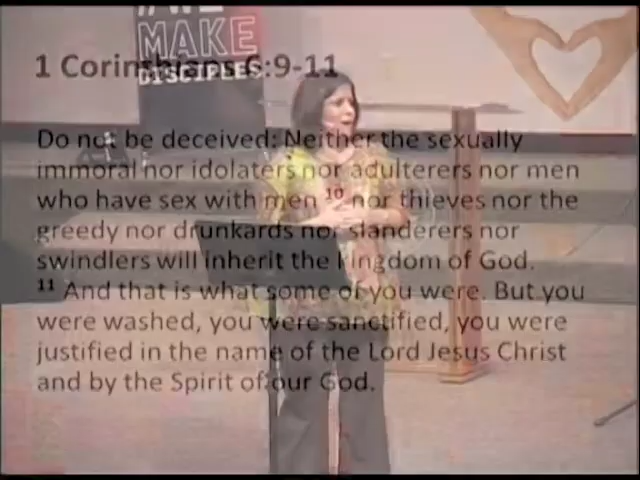 MAKE
DISCIPLES
1 Corinthians 6:9-11
Do not be deceived: Neither the sexually
immoral nor idolaters nor adulterers nor men
who have sex with men 10 nor thieves nor the
greedy nor drunkards nor slanderers nor
swindlers will inherit the kingdom of God.
11 And that is what some of you were. But you
were washed, you were sanctified, you were
justified in the name of the Lord Jesus Christ
and by the Spirit of our God.